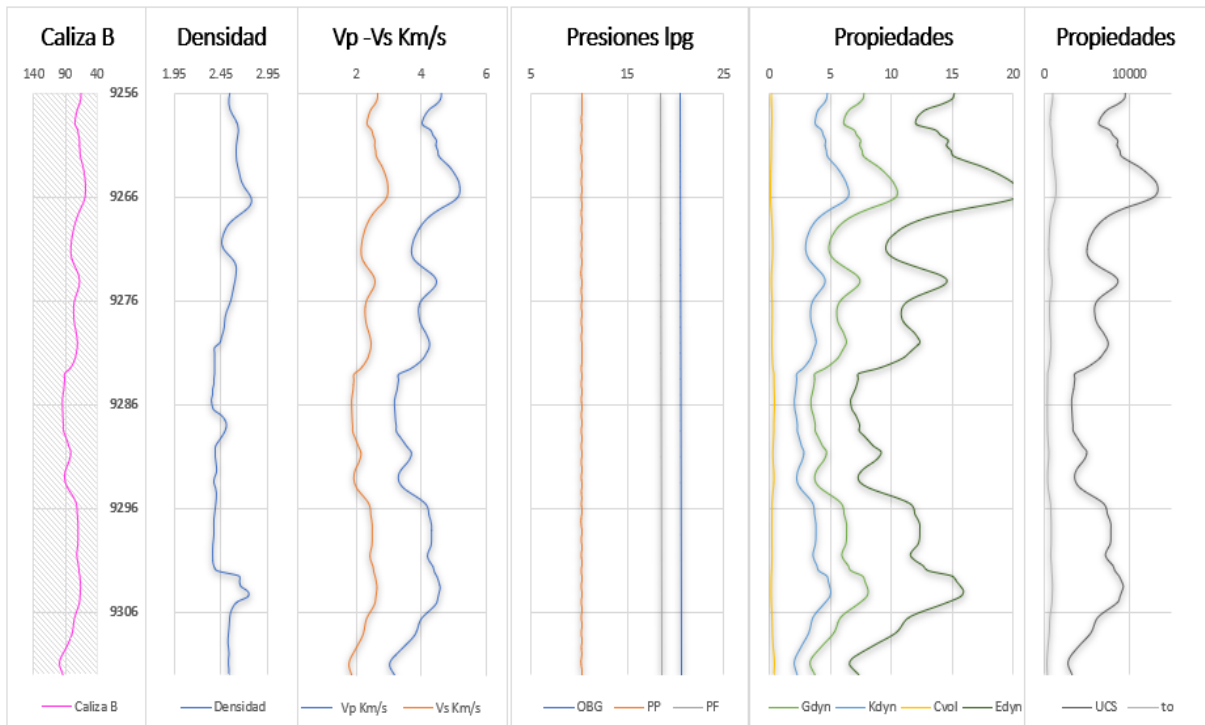 Caliza B Densidad Vp -Vs Km/s Presiones lpg Propiedades Propiedades
140 90 40 1.95 2.45 2.95 2 4 6 5 15 25 0 5 10 15 20 0 10000
9256
9266
9276
9286
9296
9306
Caliza B Densidad Vp Km/s Vs Km/s OBG PP PF Gdyn Kdyn Cvol Edyn UCS to